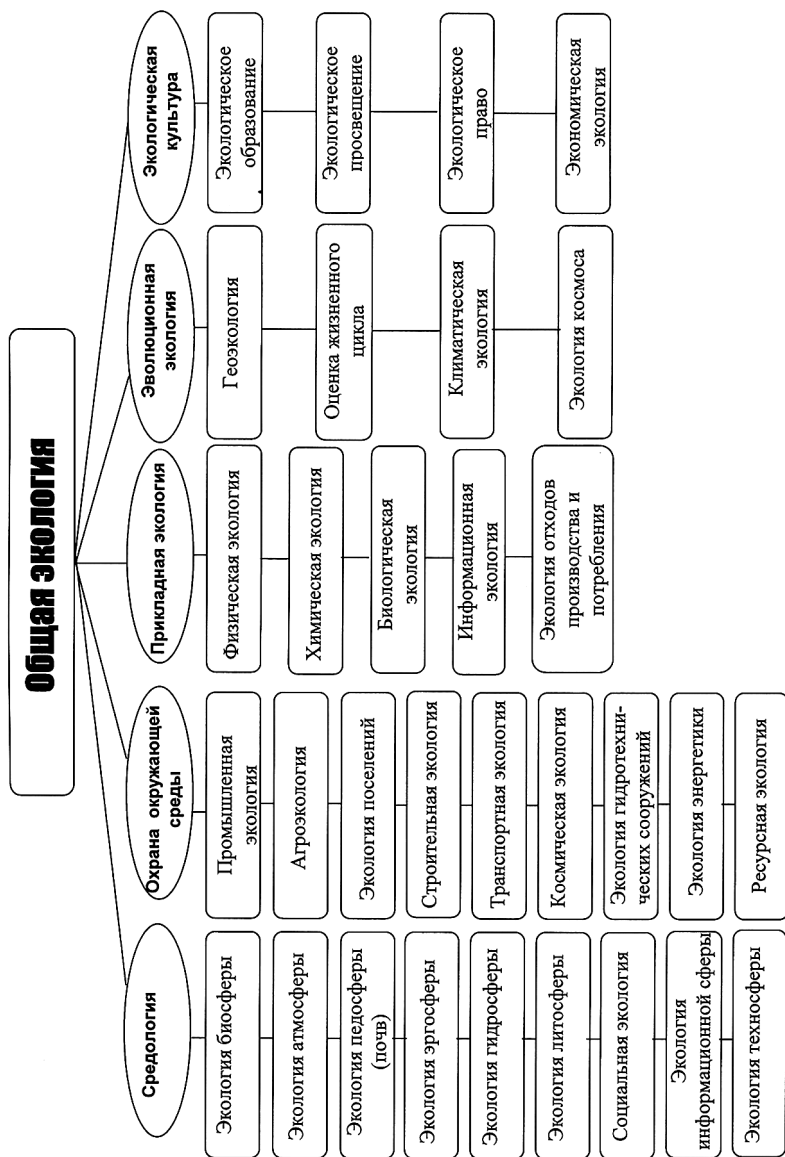 Общая экология
Средология
Экология биосферы
Экология атмосферы
Экология педосферы
(почв)
Экология эргосферы
Экология гидросферы
Экология литосферы
Социальная экология
Экология
информационной сферы
Экология техносферы
Охрана окружающей
среды
Промышленная
экология
Агроэкология
Экология поселений
Строительная экология
Транспортная экология
Космическая экология
Экология гидротехни-
ческих сооружений
Экология энергетики
Ресурсная экология
Прикладная экология
Физическая экология
Химическая экология
Биологическая
экология
Информационная
экология
Экология отходов
производства и
потребления
Эволюционная
экология
Геоэкология
Оценка жизненного
цикла
Климатическая
экология
Экология космоса
Экологическая
культура
Экологическое
образование
Экологическое
просвещение
Экологическое
право
Экономическая
экология